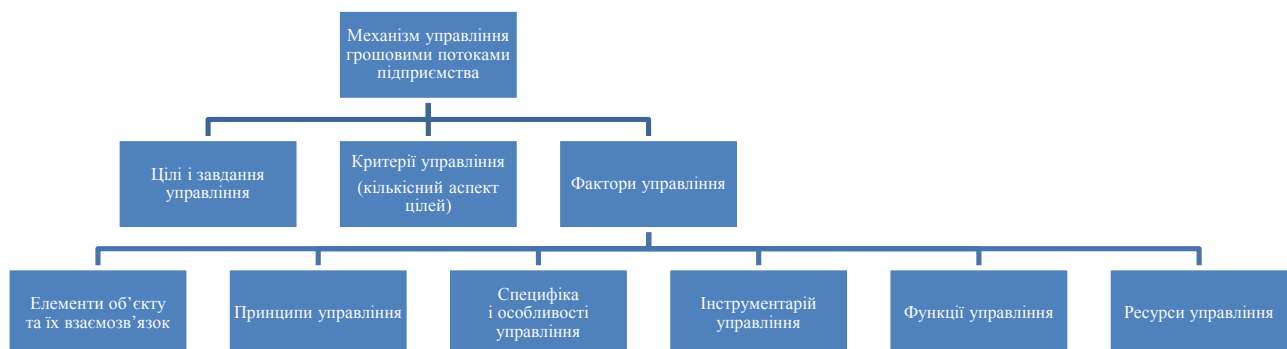 Механізм управління
грошовими потоками
підприємства
Цілі і завдання
управління
Критерії управління
(кількісний аспект
цілей)
Фактори управління
Елементи об’єкту
та їх взаємозв’язок
Принципи управління
Специфіка
і особливості
управління
Інструментарій
управління
Функції управління
Ресурси управління